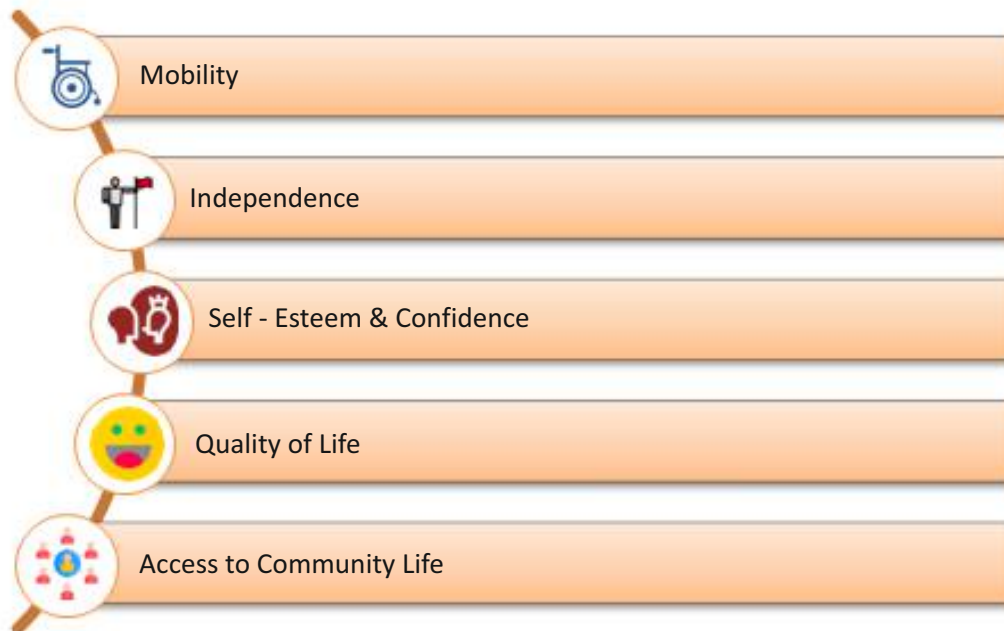 Mobility
Independence
Self - Esteem & Confidence
Quality of Life
Access to Community Life